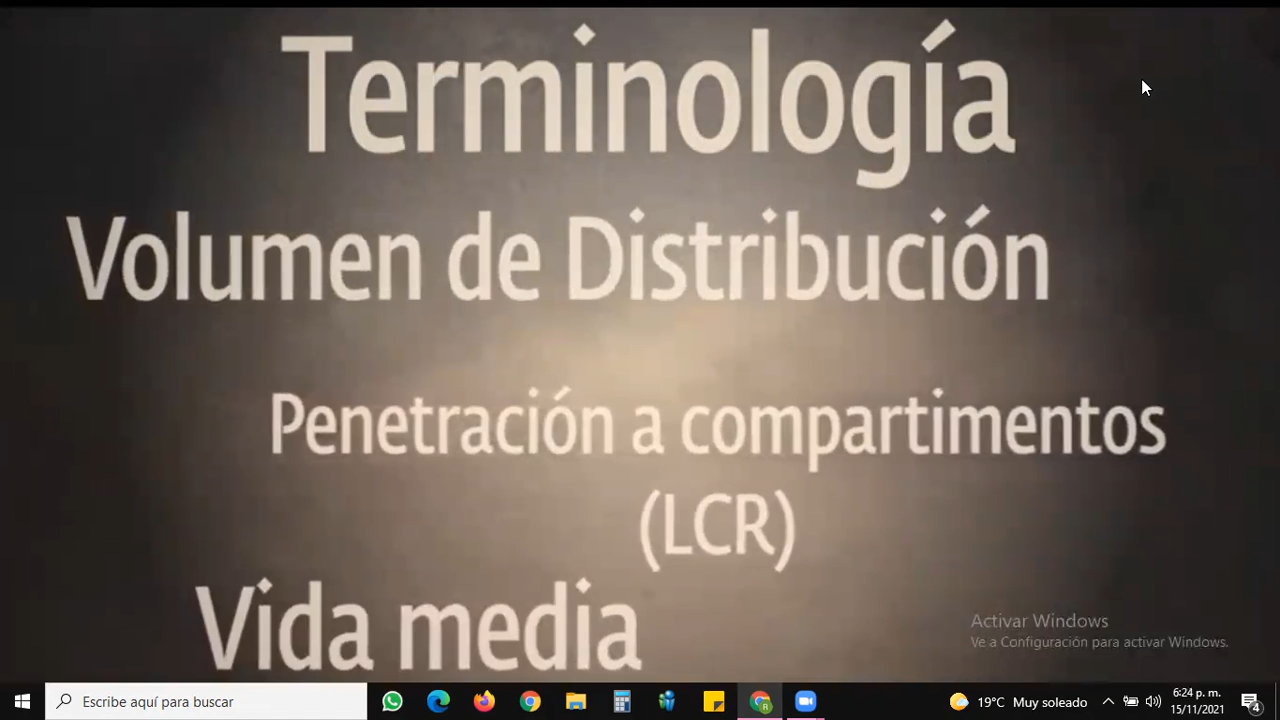 Terminología
Volumen de Distribución
Penetración a compartimentos
(LCR)
Vida media
Activar Windows
Ve a Configuración para activar Windows.
Escribe aquí para buscar
19°C Muy soleado
6:24 p. m.
15/11/2021
4